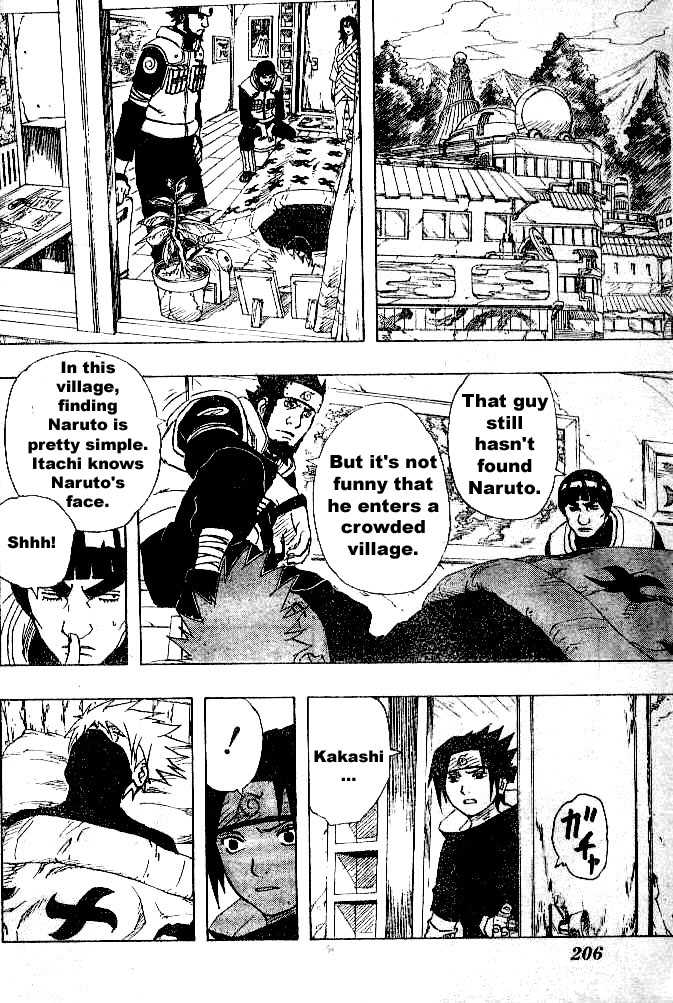 That guy
still
hasn't
found
Naruto.
But it's not
funny that
he enters a
crowded
village.
In this
village,
finding
Naruto is
pretty simple.
Itachi knows
Naruto's
face.
Shhh!
ガチャ
Kakashi
...
!
206